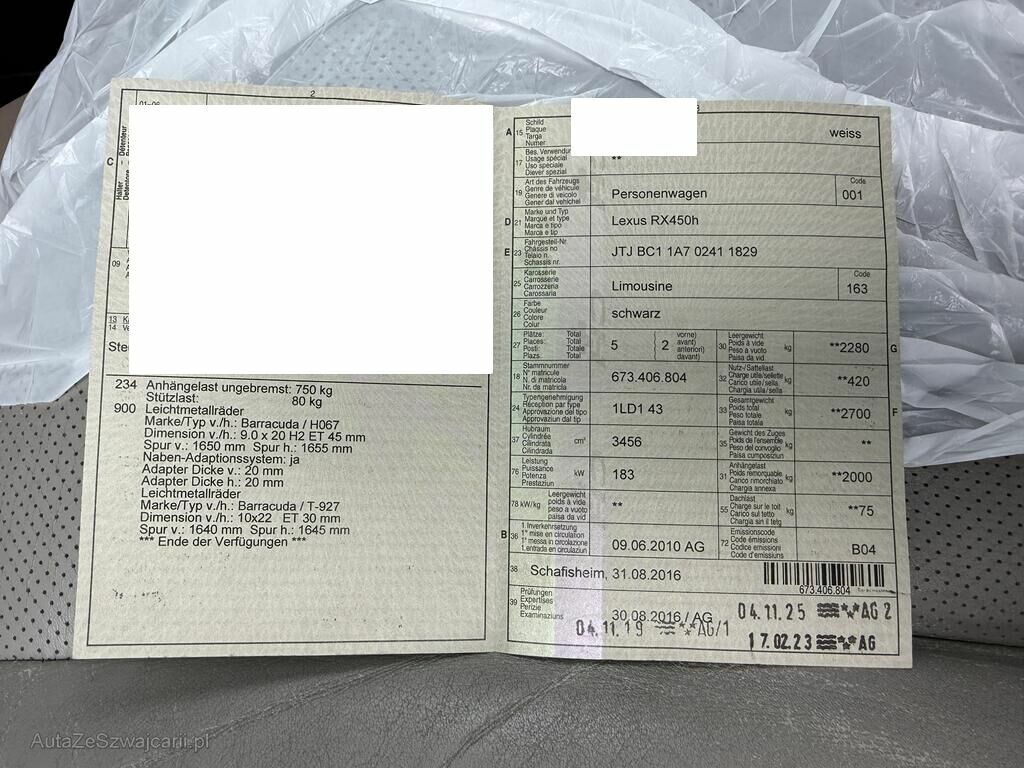 2
01–06
C
Halter
Détenteur
09
13
14
Ste
234 Anhängelast ungebremst: 750 kg
Stützlast: 80 kg
900 Leichtmetallräder
Marke/Typ v./h.: Barracuda / H067
Dimension v./h.: 9.0 x 20 H2 ET 45 mm
Spur v.: 1650 mm Spur h.: 1655 mm
Naben-Adaptionssystem: ja
Adapter Dicke v.: 20 mm
Adapter Dicke h.: 20 mm
Leichtmetallräder
Marke/Typ v./h.: Barracuda / T-927
Dimension v./h.: 10x22 ET 30 mm
Spur v.: 1640 mm Spur h.: 1645 mm
*** Ende der Verfügungen ***
A 15 Schild
Plaque
Targa
Numer
weiss
17 Bes. Verwendu
Usage spécial
Uso speciale
Diever spezial
**
19 Art des Fahrzeugs
Genre de véhicule
Genere di veicolo
Gener dal vehichel
Personenwagen
Code
001
D 21 Marke und Typ
Marque et type
Marca e tipo
Marca e tip
Lexus RX450h
E 23 Fahrgestell-Nr.
Châssis no
Telaio n.
Schassis nr.
JTJ BC1 1A7 0241 1829
25 Karosserie
Carrosserie
Carrozzeria
Carossaria
Limousine
Code
163
26 Farbe
Couleur
Colore
Colur
schwarz
27 Plätze: Total
Places: Total
Posti: Totale
Plazs: Total
5 { 2 vorne)
avant)
anteriori)
davant)
30 Leergewicht
Poids à vide
Peso a vuoto
Paisa da vid
kg **2280 G
18 Stammnummer
N° matricule
N. di matricola
Nr. da matricla
673.406.804
32 Nutz-/Sattellast
Charge utile/sellette
Carico utile/sella
Chargia utila/sella
kg **420
24 Typengenehmigung
Réception par type
Approvazione del tipo
Approvaziun dal tip
1LD1 43
33 Gesamtgewicht
Poids total
Peso totale
Paisa totala
kg **2700 F
37 Hubraum
Cylindrée
Cilindrata
Cilindrada
cm³ 3456
35 Gewicht des Zuges
Poids de l'ensemble
Peso del convoglio
Paisa cumposiziun
kg **
76 Leistung
Puissance
Potenza
Prestaziun
kW 183
31 Anhängelast
Poids remorquable
Carico rimorchiato
Chargia annexa
kg **2000
78 kW/kg Leergewicht
poids à vide
peso a vuoto
paisa da vid
**
55 Dachlast
Charge sur le toit
Carico sul tetto
Chargia sin il tetg
kg **75
B 36 1. Inverkehrsetzung
1re mise en circulation
1a messa in circolazione
1. entrada en circulaziun
09.06.2010 AG
72 Emissionscode
Code émissions
Codice emissioni
Code d'emissiuns
B04
38 Schafisheim, 31.08.2016
673.406.804
39 Prüfungen
Expertises
Perizie
Examinaziuns
30.08.2016 / AG
04.11.25 AG 2
04.11.19 AG/1
17.02.23 AG
AutaZeSzwajcarii.pl